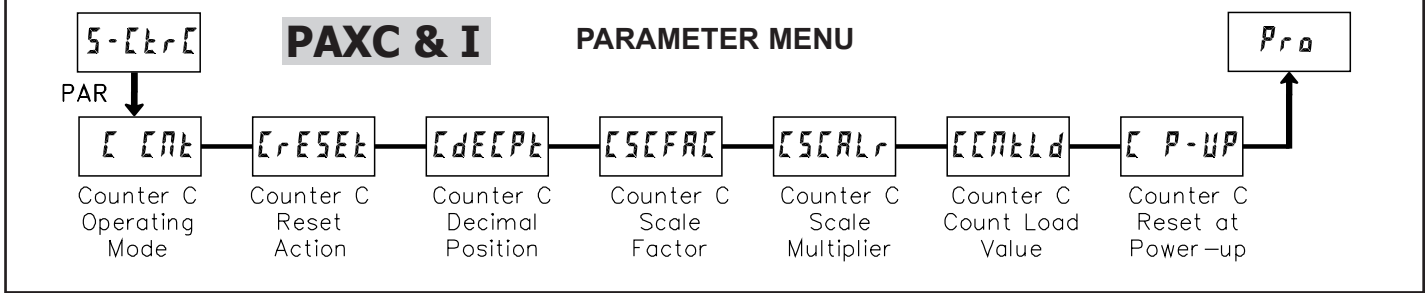 5-CtrC
PAXC & I
PARAMETER MENU
Pro
PAR
C CNt
CrESEt
CdECPt
CSCFAC
CSCALr
CCNtLd
C P-UP
Counter C
Operating
Mode
Counter C
Reset
Action
Counter C
Decimal
Position
Counter C
Scale
Factor
Counter C
Scale
Multiplier
Counter C
Count Load
Value
Counter C
Reset at
Power-up